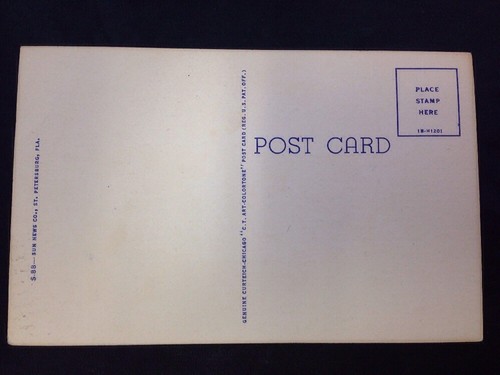 S-88—SUN NEWS CO., ST. PETERSBURG, FLA.
GENUINE CURTEICH-CHICAGO "C.T. ART-COLORTONE" POST CARD (REG. U.S. PAT. OFF.)
POST CARD
PLACE
STAMP
HERE
(B-H1301)